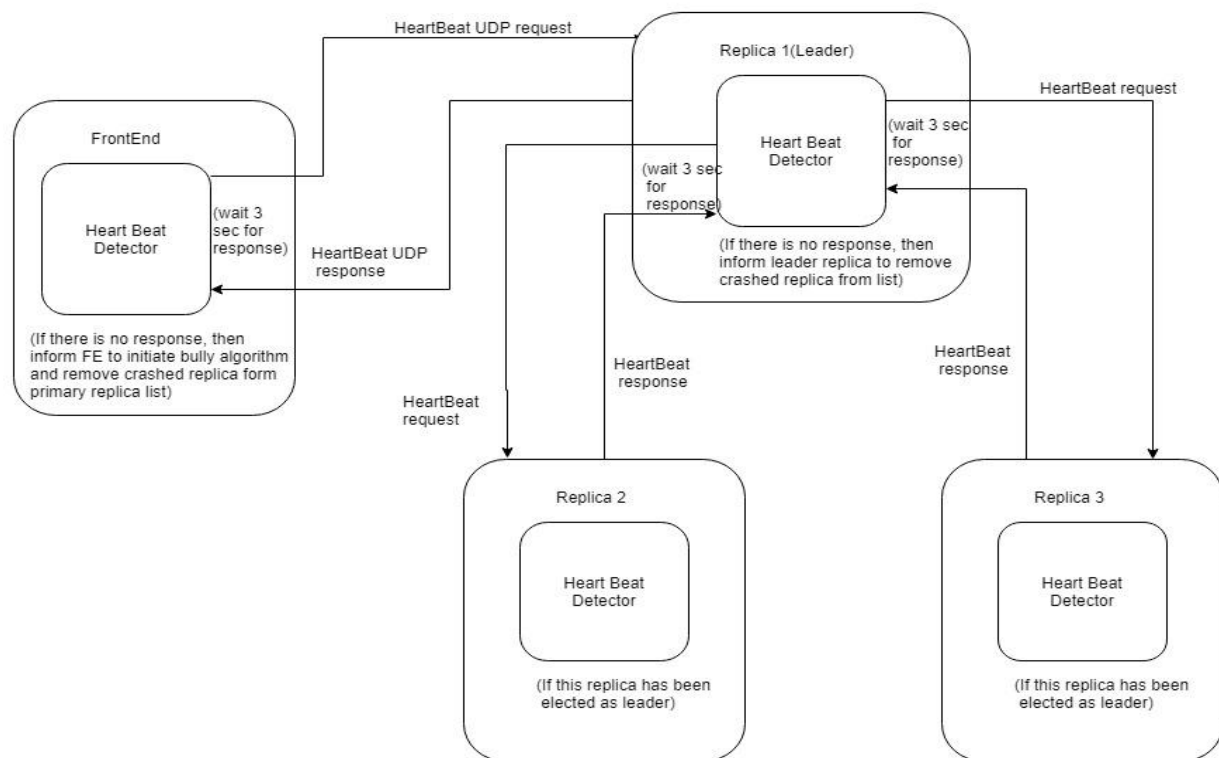 HeartBeat UDP request
Replica 1(Leader)
HeartBeat request
FrontEnd
Heart Beat
Detector
(wait 3
sec for
response)
HeartBeat UDP
response
(If there is no response, then
inform FE to initiate bully algorithm
and remove crashed replica form
primary replica list)
Heart Beat
Detector
(wait 3 sec
for
response)
(wait 3 sec
for
response)
(If there is no response, then
inform leader replica to remove
crashed replica from list)
HeartBeat
response
HeartBeat
response
HeartBeat
request
Replica 2
Heart Beat
Detector
(If this replica has been
elected as leader)
Replica 3
Heart Beat
Detector
(If this replica has been
elected as leader)